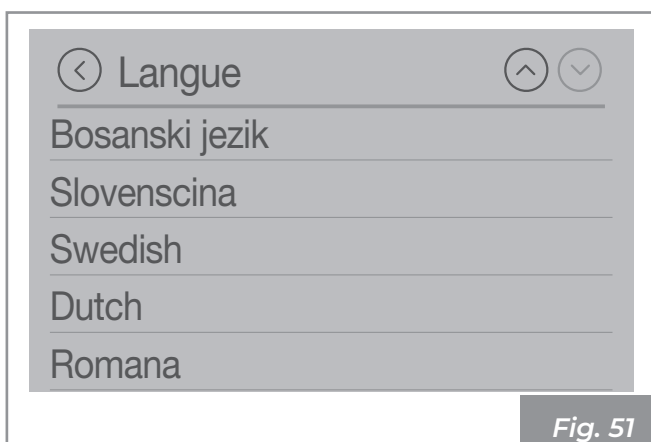 Langue
Bosanski jezik
Slovenscina
Swedish
Dutch
Romana
Fig. 51